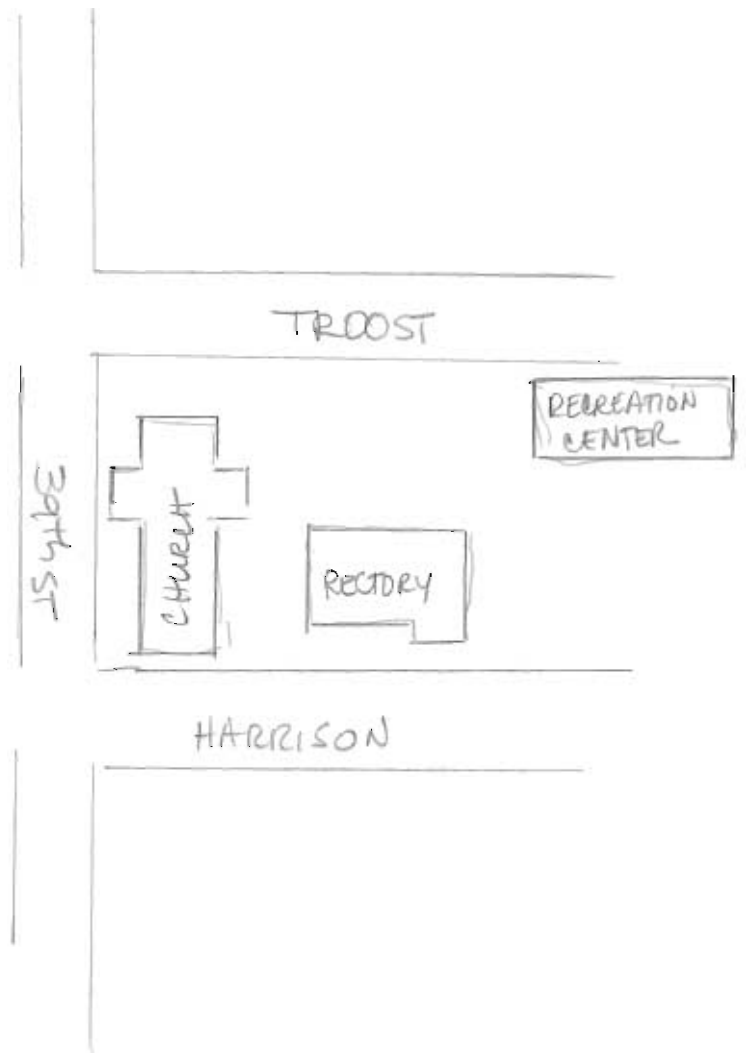 TROOST
RECREATION
CENTER
39th ST
CHURCH
RECTORY
HARRISON